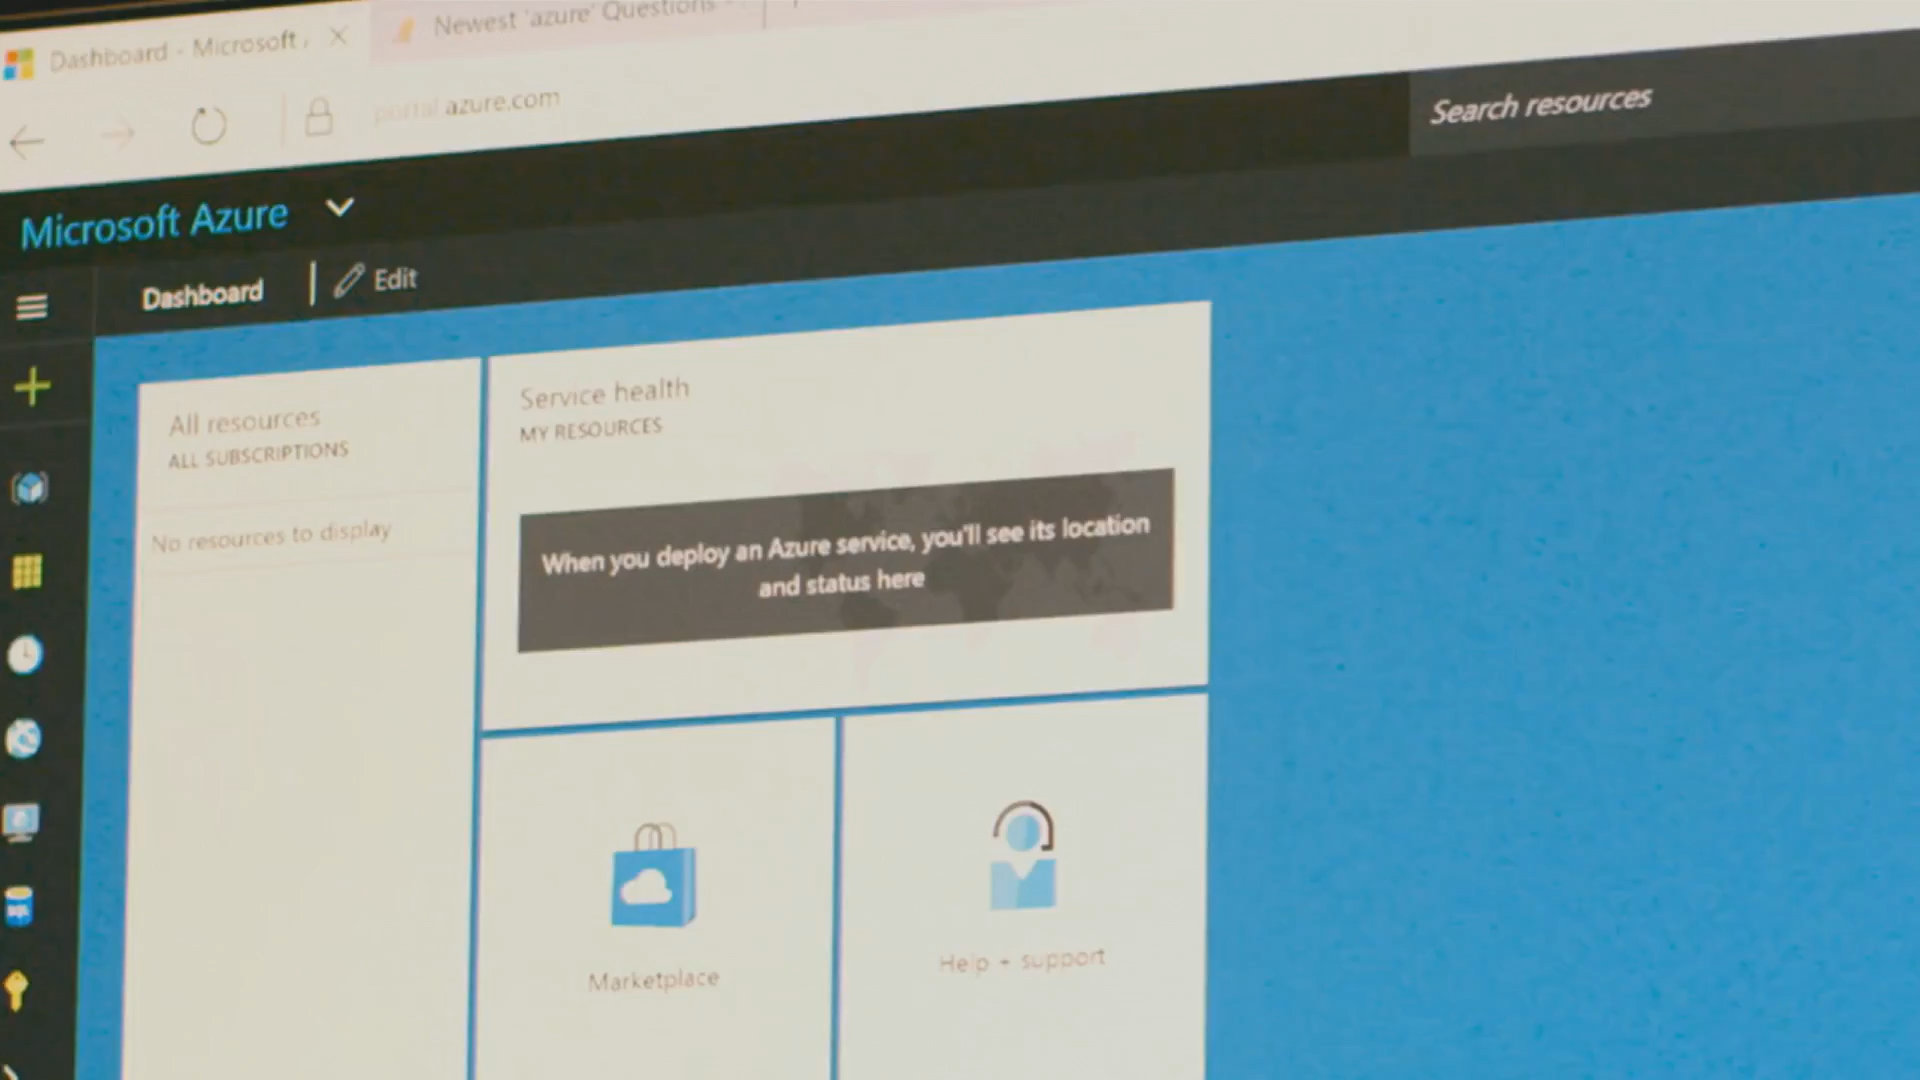 Dashboard - Microsoft
Newest 'azure' Questions -
portal.azure.com
Search resources
Microsoft Azure
Dashboard
Edit
All resources
ALL SUBSCRIPTIONS
No resources to display
Service health
MY RESOURCES
When you deploy an Azure service, you'll see its location
and status here
Marketplace
Help + support
SQL